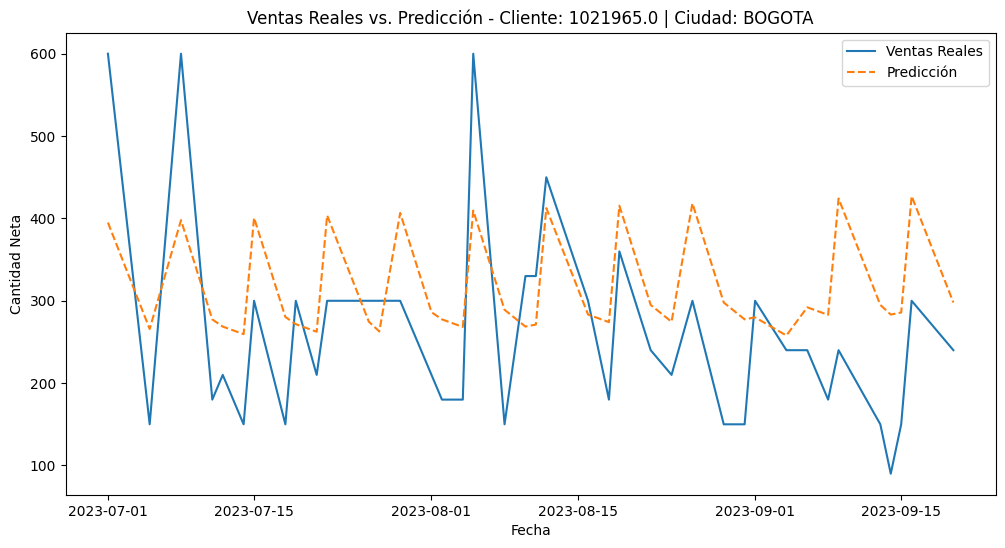 Ventas Reales vs. Predicción - Cliente: 1021965.0 | Ciudad: BOGOTA
Ventas Reales
Predicción
600
500
400
300
200
100
Cantidad Neta
2023-07-01
2023-07-15
2023-08-01
2023-08-15
2023-09-01
2023-09-15
Fecha